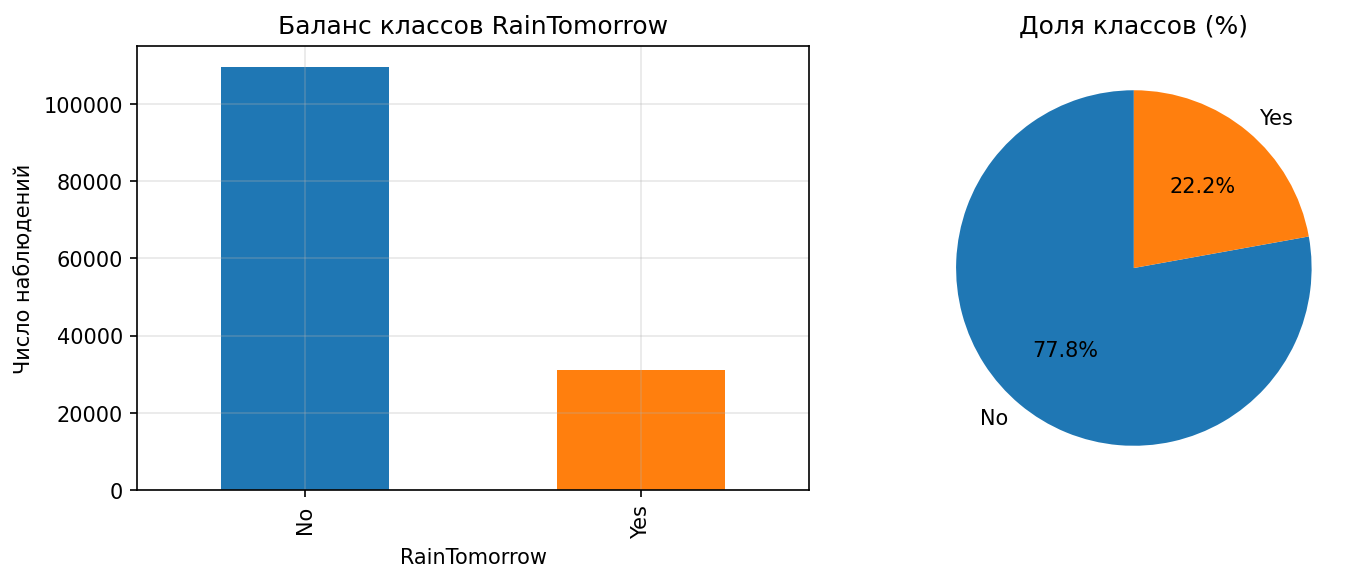 Баланс классов RainTomorrow
Число наблюдений
100000
80000
60000
40000
20000
0
No
Yes
RainTomorrow
Доля классов (%)
Yes
22.2%
77.8%
No